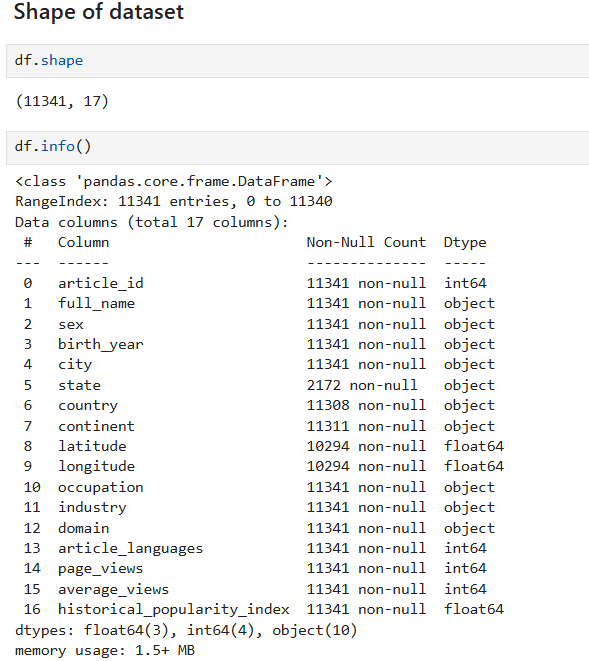 Shape of dataset
df.shape
(11341, 17)
df.info()
<class 'pandas.core.frame.DataFrame'>
RangeIndex: 11341 entries, 0 to 11340
Data columns (total 17 columns):
 #   Column                       Non-Null Count  Dtype
---  ------                       --------------  -----
 0   article_id                   11341 non-null  int64
 1   full_name                    11341 non-null  object
 2   sex                          11341 non-null  object
 3   birth_year                   11341 non-null  object
 4   city                         11341 non-null  object
 5   state                        2172 non-null   object
 6   country                      11308 non-null  object
 7   continent                    11311 non-null  object
 8   latitude                     10294 non-null  float64
 9   longitude                    10294 non-null  float64
 10  occupation                   11341 non-null  object
 11  industry                     11341 non-null  object
 12  domain                       11341 non-null  object
 13  article_languages            11341 non-null  int64
 14  page_views                   11341 non-null  int64
 15  average_views                11341 non-null  int64
 16  historical_popularity_index  11341 non-null  float64
dtypes: float64(3), int64(4), object(10)
memory usage: 1.5+ MB